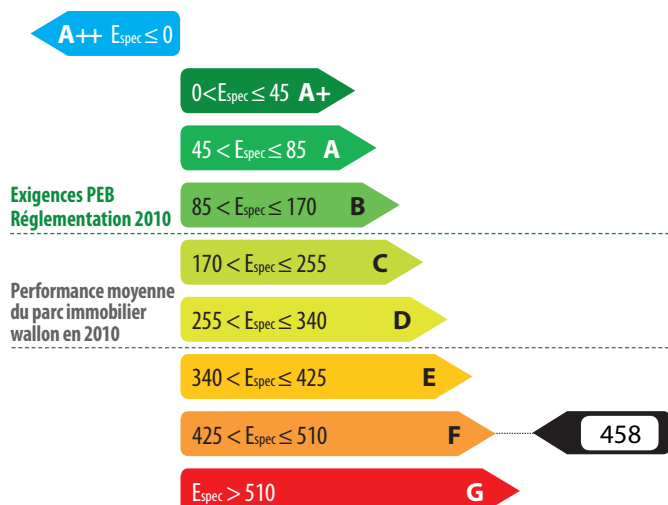 A++ Espec ≤ 0
0<Espec ≤ 45 A+
45 < Espec ≤ 85 A
Exigences PEB
Réglementation 2010
85 < Espec ≤ 170 B
170 < Espec ≤ 255 C
Performance moyenne
du parc immobilier
wallon en 2010
255 < Espec ≤ 340 D
340 < Espec ≤ 425 E
425 < Espec ≤ 510 F
458
Espec > 510 G